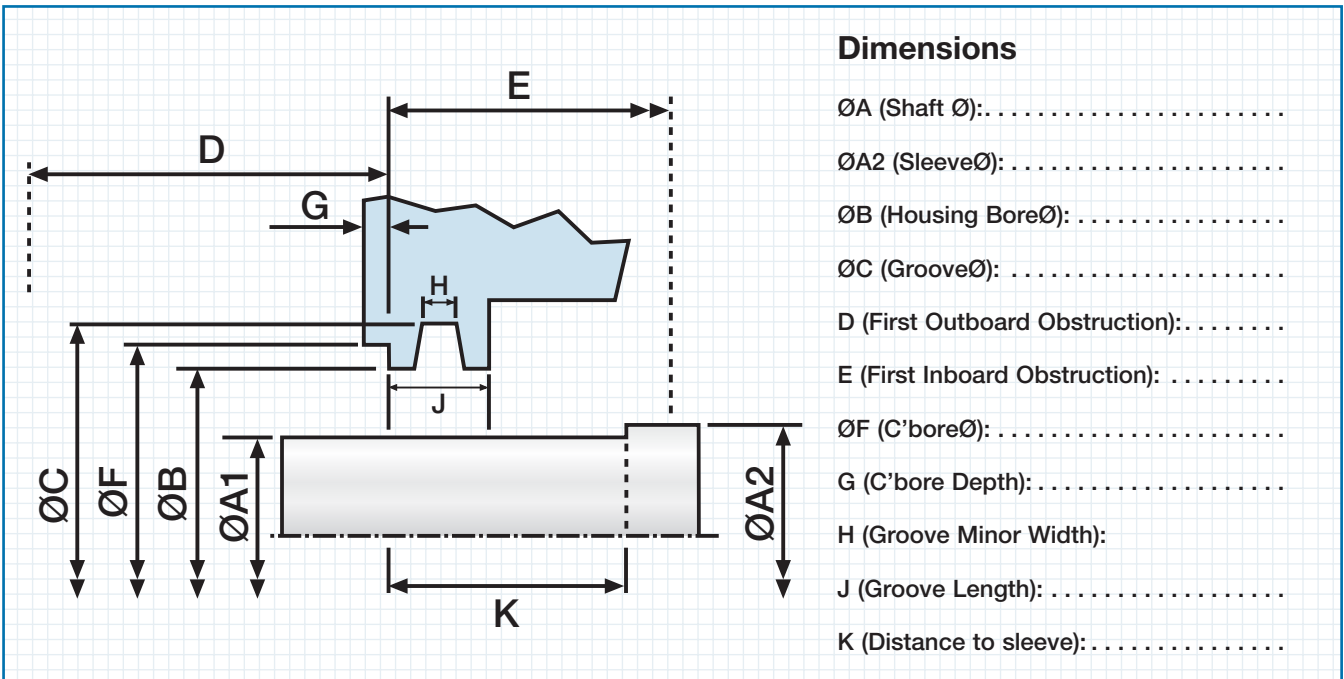 E
D
G
H
J
ØC
ØF
ØB
ØA1
ØA2
K
Dimensions
ØA (Shaft Ø):. . . . . . . . . . . . . . . . . . . . . . .
ØA2 (SleeveØ): . . . . . . . . . . . . . . . . . . . . .
ØB (Housing BoreØ): . . . . . . . . . . . . . . . .
ØC (GrooveØ): . . . . . . . . . . . . . . . . . . . . .
D (First Outboard Obstruction):. . . . . . . .
E (First Inboard Obstruction): . . . . . . . . .
ØF (C’boreØ): . . . . . . . . . . . . . . . . . . . . . .
G (C’bore Depth): . . . . . . . . . . . . . . . . . . .
H (Groove Minor Width):
J (Groove Length): . . . . . . . . . . . . . . . . . .
K (Distance to sleeve): . . . . . . . . . . . . . . .